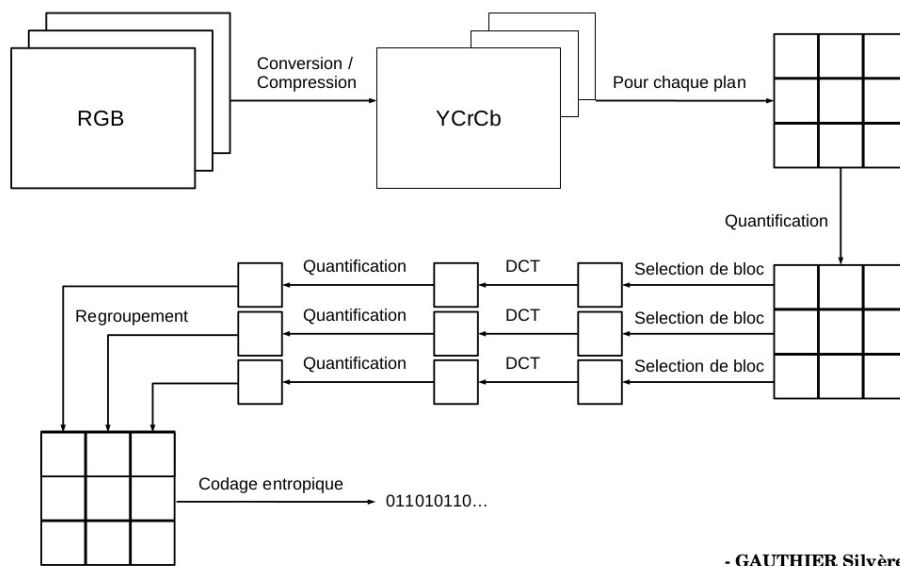 RGB
Conversion /
Compression
YCrCb
Pour chaque plan
Quantification
Selection de bloc
DCT
Quantification
Selection de bloc
DCT
Quantification
Selection de bloc
DCT
Quantification
Regroupement
Codage entropique
011010110...
- GAUTHIER Silvère